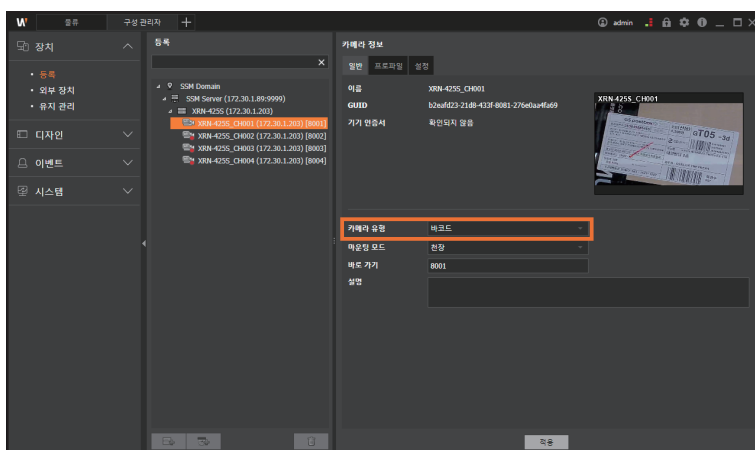 W 물류 구성 관리자 + admin
장치
• 등록
• 외부 장치
• 유지 관리
디자인
이벤트
시스템
등록
SSM Domain
SSM Server (172.30.1.89:9999)
XRN-425S (172.30.1.203)
XRN-425S_CH001 (172.30.1.203) [8001]
XRN-425S_CH002 (172.30.1.203) [8002]
XRN-425S_CH003 (172.30.1.203) [8003]
XRN-425S_CH004 (172.30.1.203) [8004]
카메라 정보
일반 프로파일 설정
이름 XRN-425S_CH001
GUID b2eafd23-21d8-433f-8081-276e0aa4fa69
기기 인증서 확인되지 않음
XRN-425S_CH001
aT05 -3d
카메라 유형 바코드
마운팅 모드 천장
바로 가기 8001
설명
적용